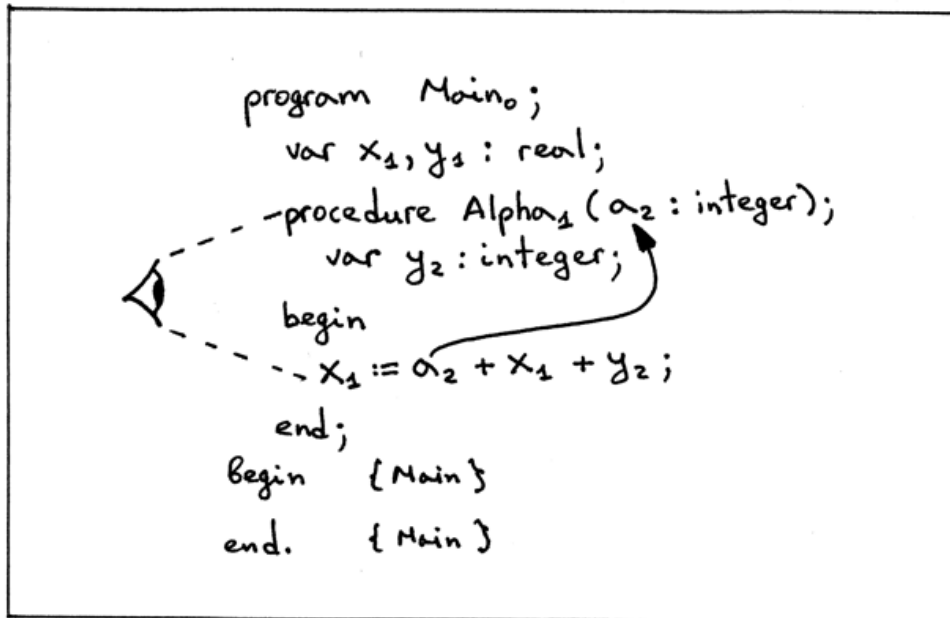 program Main₀;
var x₁, y₁ : real;
procedure Alpha₁ (a₂ : integer);
var y₂ : integer;
begin
x₁ := a₂ + x₁ + y₂ ;
end;
Begin {Main}
end. {Main}